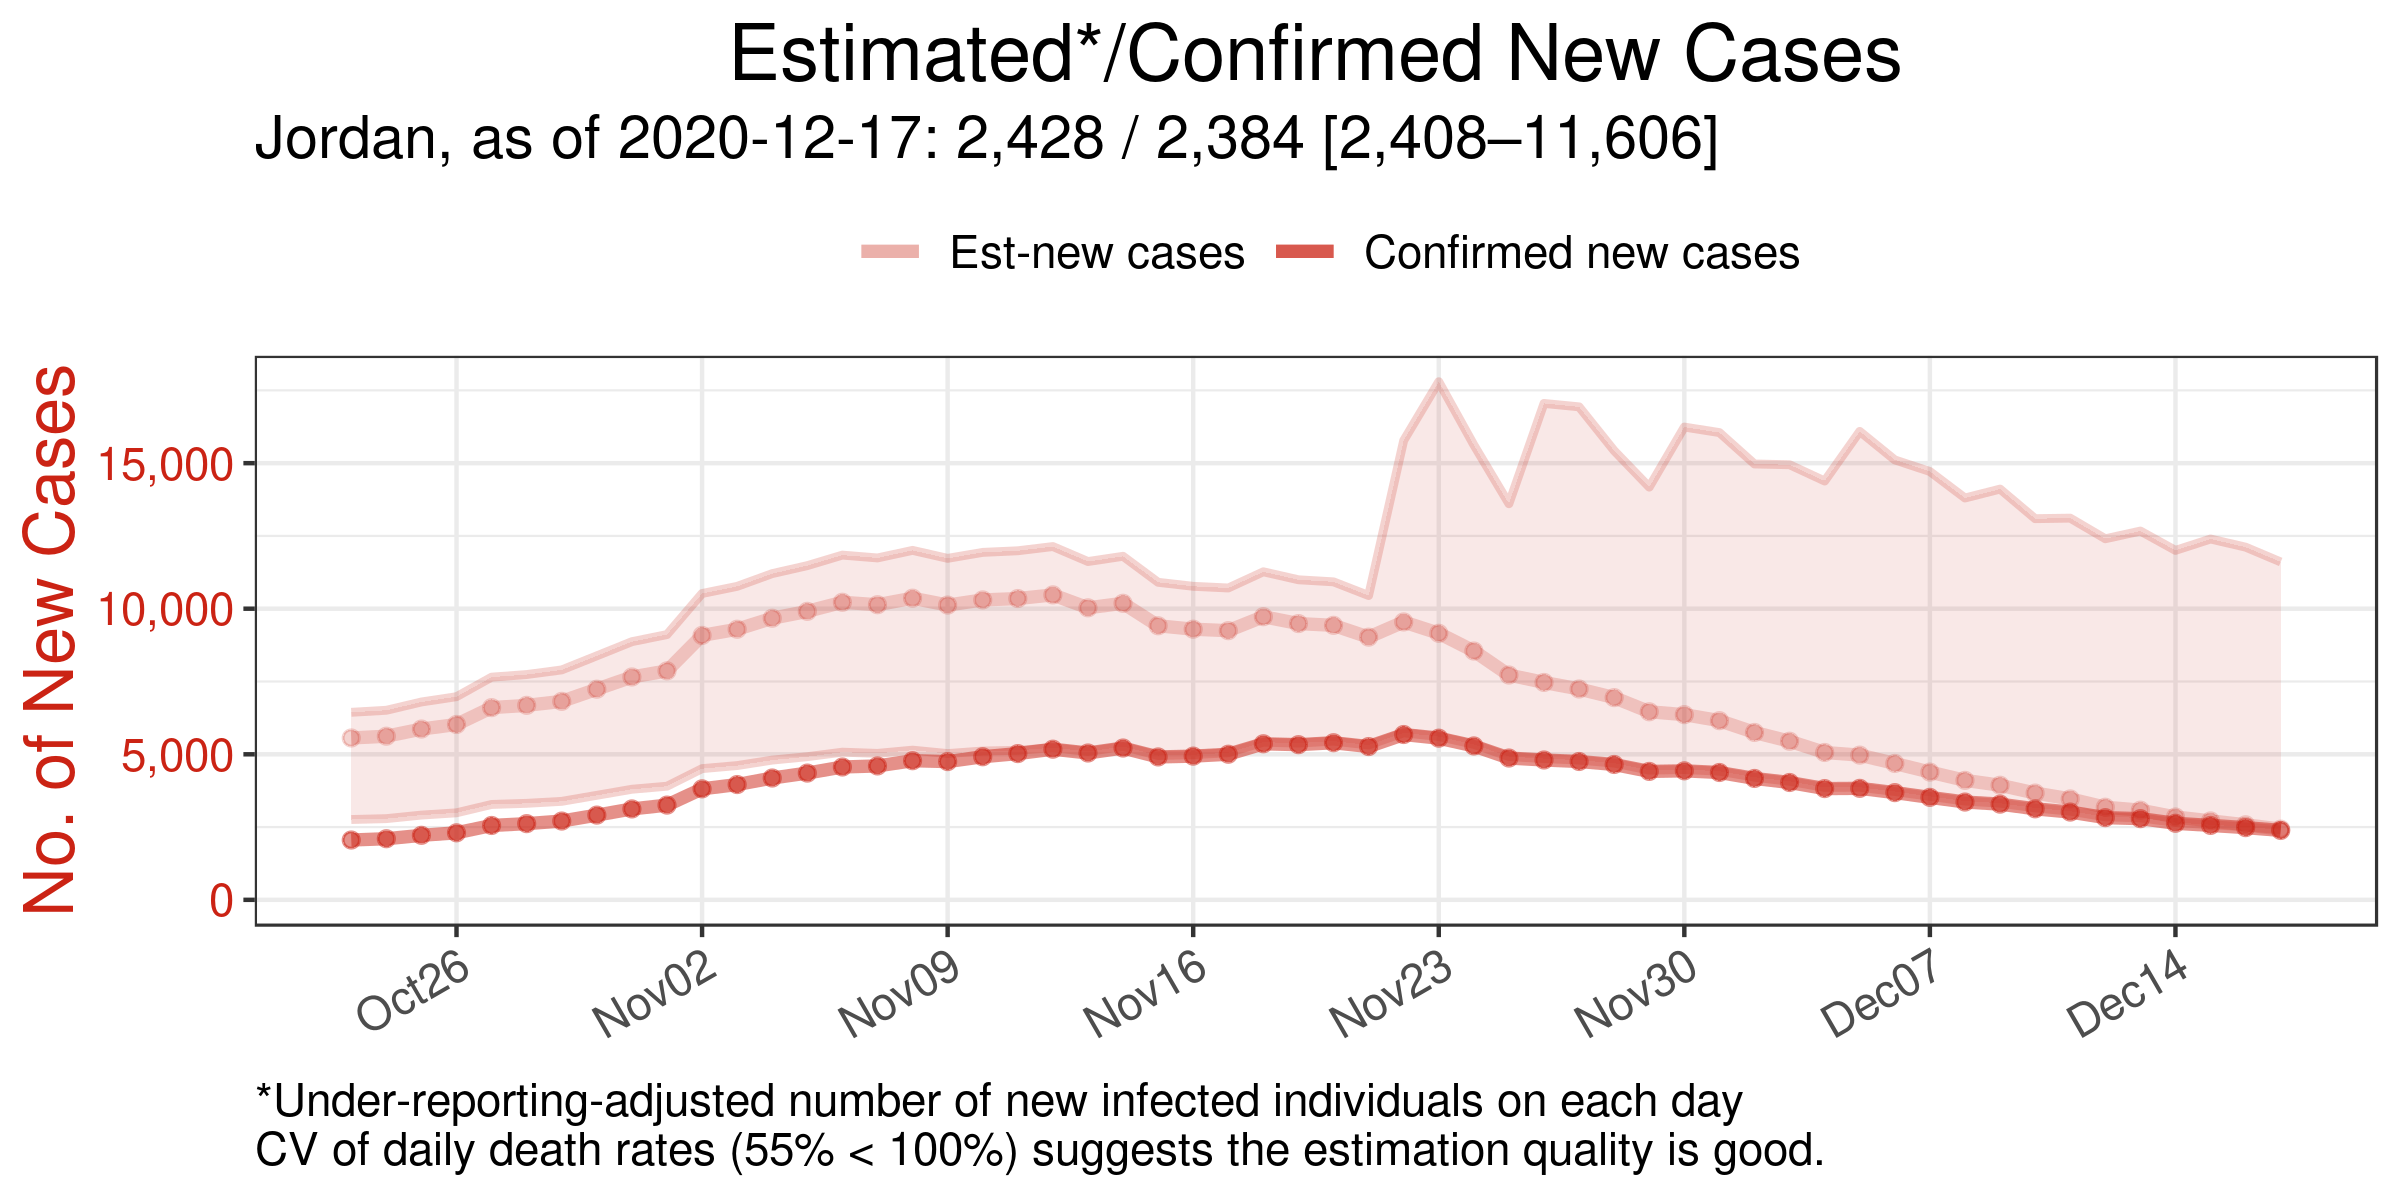 Estimated*/Confirmed New Cases
Jordan, as of 2020-12-17: 2,428 / 2,384 [2,408–11,606]
Est-new cases Confirmed new cases
No. of New Cases
15,000
10,000
5,000
0
Oct26 Nov02 Nov09 Nov16 Nov23 Nov30 Dec07 Dec14
*Under-reporting-adjusted number of new infected individuals on each day
CV of daily death rates (55% < 100%) suggests the estimation quality is good.